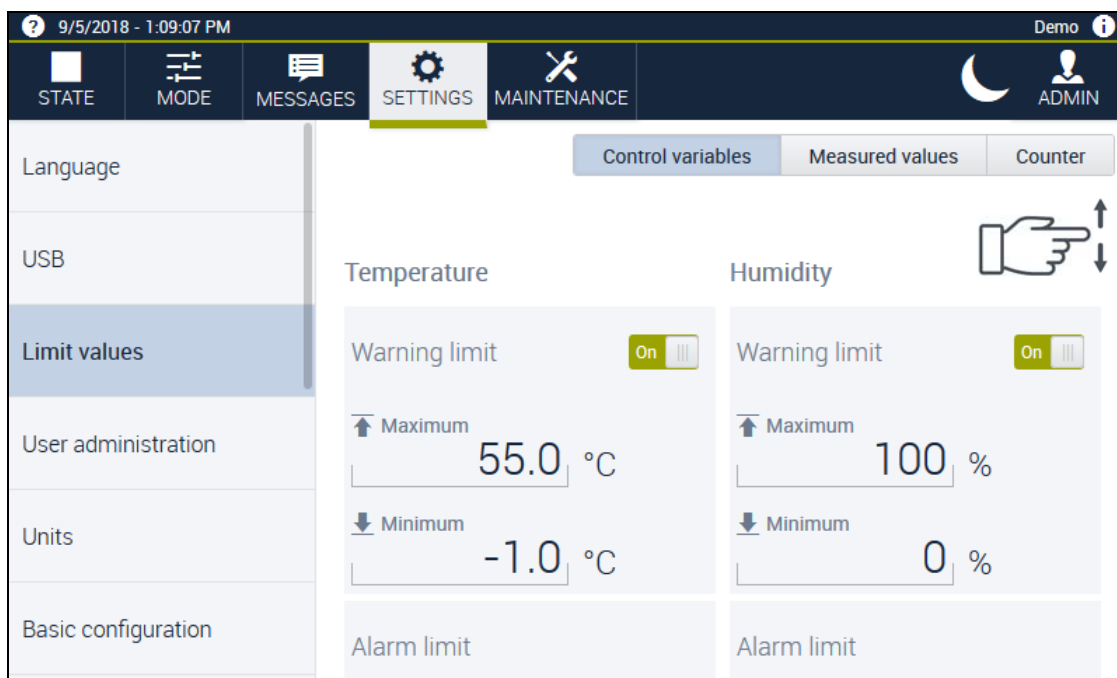 ? 9/5/2018 - 1:09:07 PM Demo i
STATE MODE MESSAGES SETTINGS MAINTENANCE ADMIN
Control variables Measured values Counter
Language
USB
Limit values
User administration
Units
Basic configuration
Temperature Humidity
Warning limit On Warning limit On
Maximum Maximum
55.0 °C 100 %
Minimum Minimum
-1.0 °C 0 %
Alarm limit Alarm limit